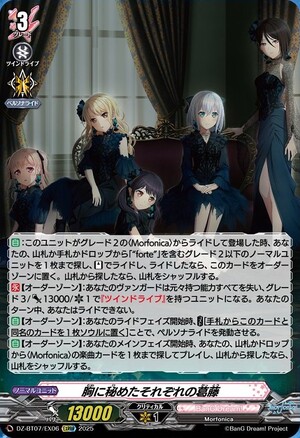 グレード
3
ツインドライブ
ペルソナライド
自:このユニットがグレード2の〈Morfonica〉からライドして登場した時、あな
たの、山札か手札かドロップから「"forte"」を含むグレード2以下のノーマルユ
ニットを1枚まで探し、でライドし、ライドしたなら、このカードをオーダー
ゾーンに置く。山札から探したなら、山札をシャッフルする。
永【オーダーゾーン】:あなたのヴァンガードは元々持つ能力すべてを失い、グレー
ド3/13000/1で『ツインドライブ』を持つユニットになる。あなたの
ターン中、あなたはライドできない。
自【オーダーゾーン】:あなたのライドフェイズ開始時、手札からこのカードと
同名のカードを1枚ソウルに置くことで、ペルソナライドを発動させる。
自【オーダーゾーン】:あなたのメインフェイズ開始時、あなたの、山札かドロップ
から〈Morfonica〉の楽曲カードを1枚まで探してプレイし、山札から探したなら、
山札をシャッフルする。
ノーマルユニット
胸に秘めたそれぞれの葛藤
13000
クリティカル
1
Morfonica
DZ-BT07/EX06
2025
©BanG Dream! Project